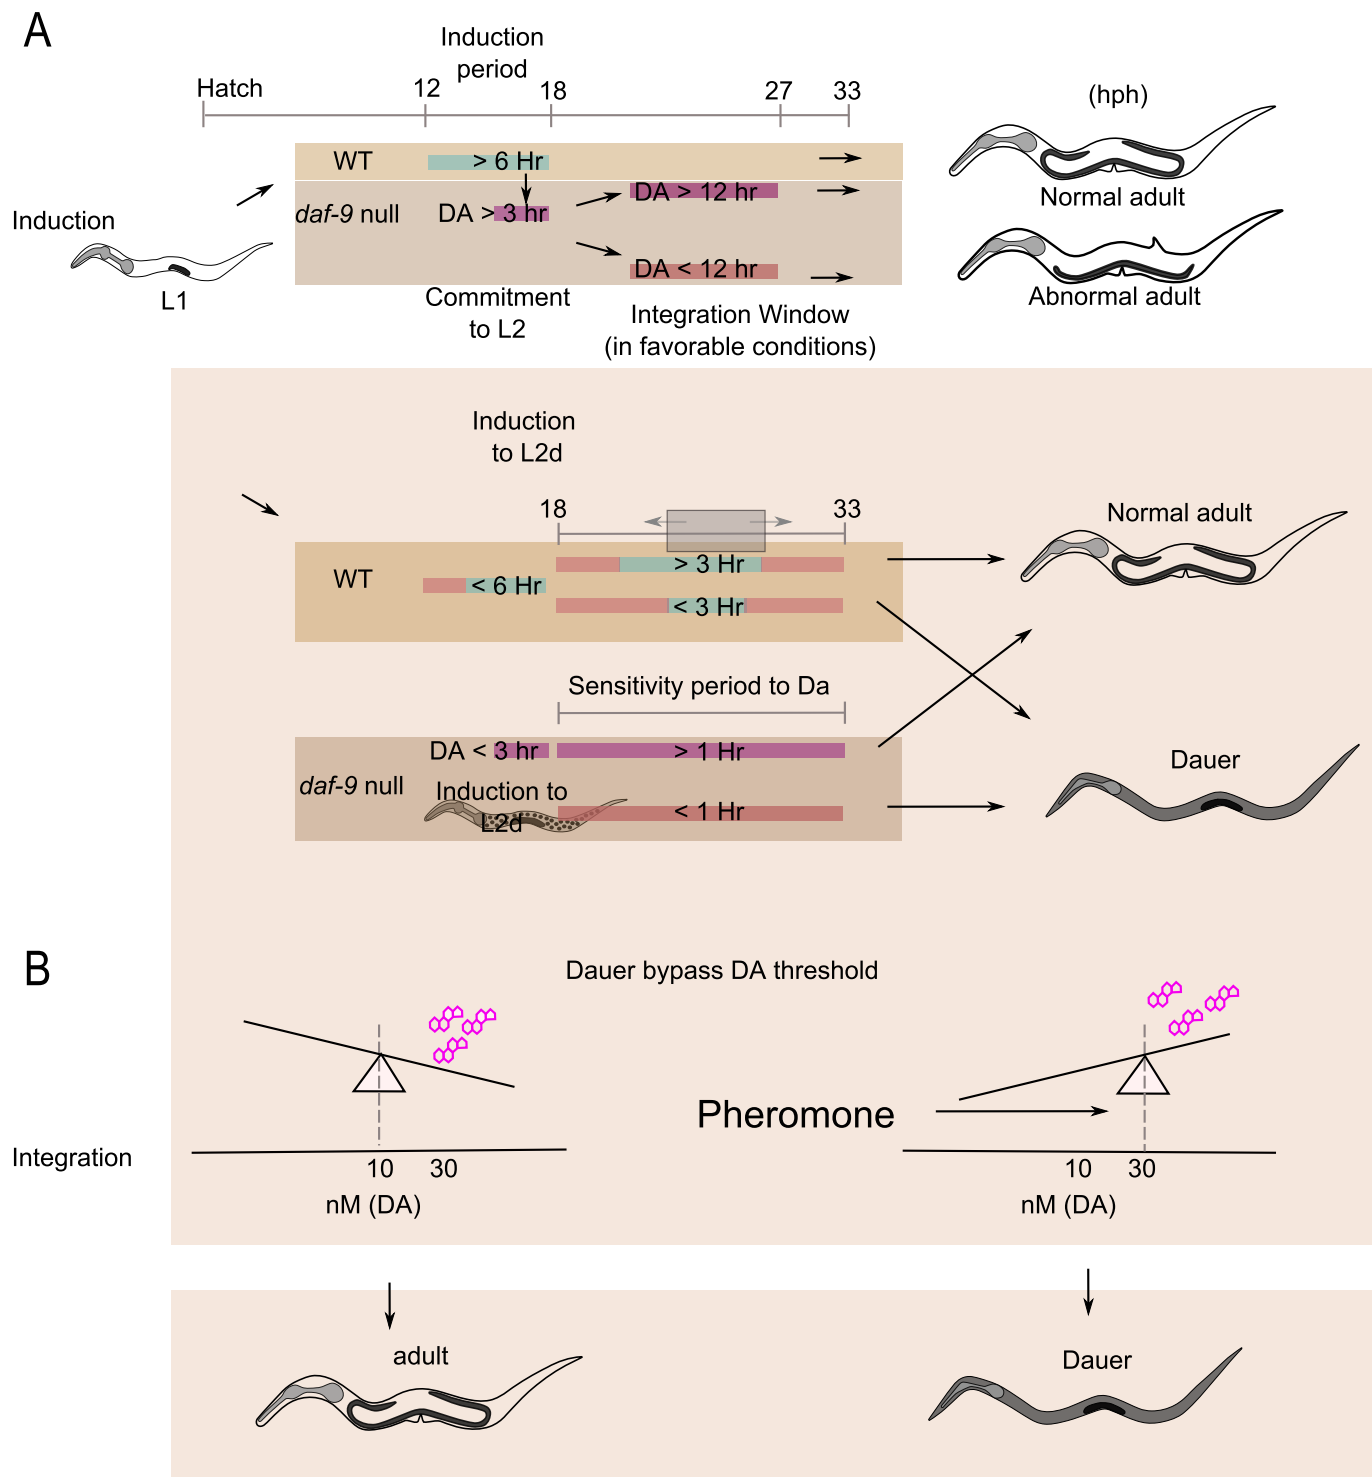 A
Induction
period
Hatch
12
18
27
33
(hph)
WT
> 6 Hr
DA > 12 hr
Normal adult
Induction
daf-9 null
DA > 3 hr
DA < 12 hr
L1
Abnormal adult
Commitment
to L2
Integration Window
(in favorable conditions)
Induction
to L2d
18
33
Normal adult
WT
> 3 Hr
< 6 Hr
< 3 Hr
Sensitivity period to Da
DA < 3 hr
> 1 Hr
Dauer
daf-9 null
Induction to
L2d
< 1 Hr
B
Dauer bypass DA threshold
Pheromone
Integration
10
30
nM (DA)
10
30
nM (DA)
adult
Dauer